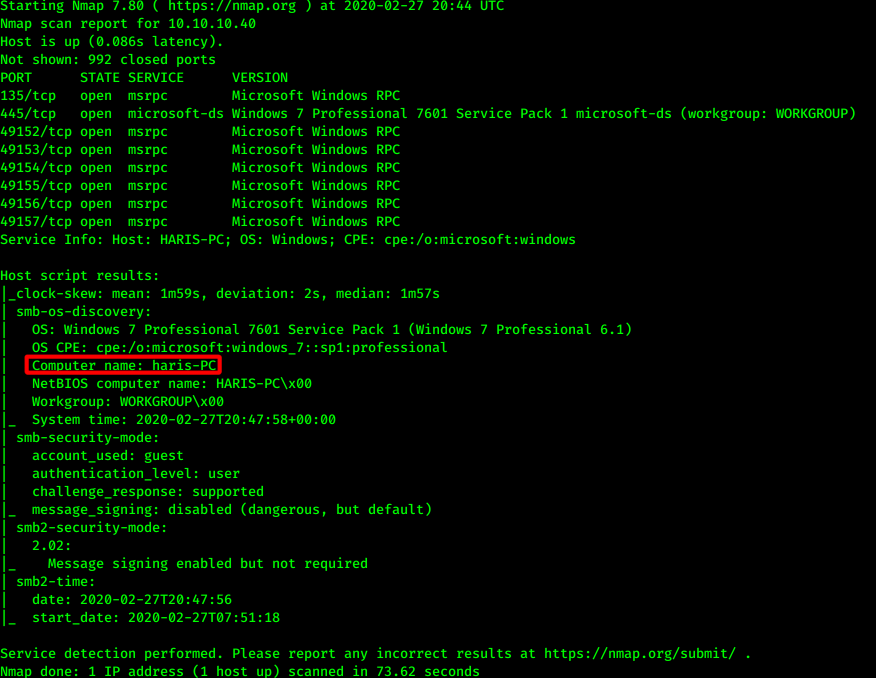 Starting Nmap 7.80 ( https://nmap.org ) at 2020-02-27 20:44 UTC
Nmap scan report for 10.10.10.40
Host is up (0.086s latency).
Not shown: 992 closed ports
PORT      STATE SERVICE      VERSION
135/tcp   open  msrpc        Microsoft Windows RPC
445/tcp   open  microsoft-ds Windows 7 Professional 7601 Service Pack 1 microsoft-ds (workgroup: WORKGROUP)
49152/tcp open  msrpc        Microsoft Windows RPC
49153/tcp open  msrpc        Microsoft Windows RPC
49154/tcp open  msrpc        Microsoft Windows RPC
49155/tcp open  msrpc        Microsoft Windows RPC
49156/tcp open  msrpc        Microsoft Windows RPC
49157/tcp open  msrpc        Microsoft Windows RPC
Service Info: Host: HARIS-PC; OS: Windows; CPE: cpe:/o:microsoft:windows

Host script results:
|_clock-skew: mean: 1m59s, deviation: 2s, median: 1m57s
| smb-os-discovery:
|   OS: Windows 7 Professional 7601 Service Pack 1 (Windows 7 Professional 6.1)
|   OS CPE: cpe:/o:microsoft:windows_7::sp1:professional
|   Computer name: haris-PC
|   NetBIOS computer name: HARIS-PC\x00
|   Workgroup: WORKGROUP\x00
|_  System time: 2020-02-27T20:47:58+00:00
| smb-security-mode:
|   account_used: guest
|   authentication_level: user
|   challenge_response: supported
|_  message_signing: disabled (dangerous, but default)
| smb2-security-mode:
|   2.02:
|_    Message signing enabled but not required
| smb2-time:
|   date: 2020-02-27T20:47:56
|_  start_date: 2020-02-27T07:51:18

Service detection performed. Please report any incorrect results at https://nmap.org/submit/ .
Nmap done: 1 IP address (1 host up) scanned in 73.62 seconds